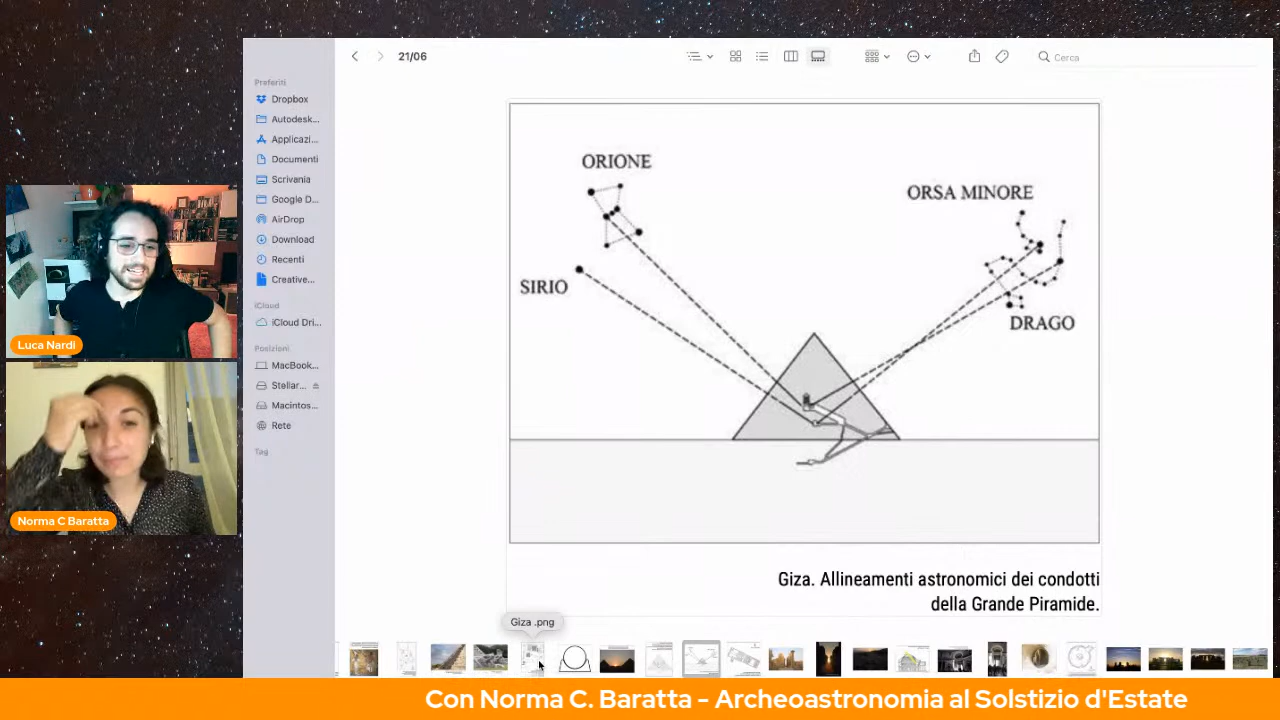 21/06
Cerca
Preferiti
Dropbox
Autodesk...
Applicazi...
Documenti
Scrivania
Google D...
AirDrop
Download
Recenti
Creative...
iCloud
iCloud Dri...
Posizioni
MacBook...
Stellar...
Macintos...
Rete
Tag
ORIONE
ORSA MINORE
SIRIO
DRAGO
Giza. Allineamenti astronomici dei condotti
della Grande Piramide.
Giza .png
Luca Nardi
Norma C Baratta
Con Norma C. Baratta - Archeoastronomia al Solstizio d'Estate